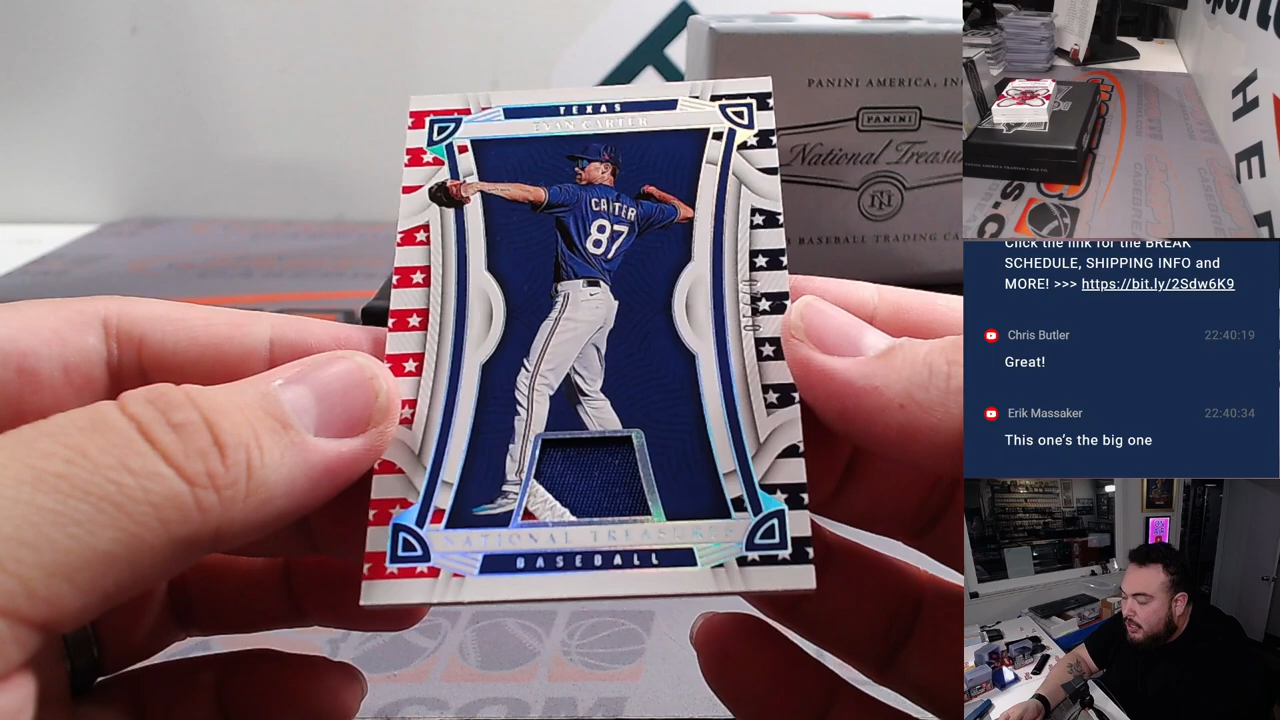 TEXAS
EVAN CARTER
CARTER
87
NATIONAL TREASURES
BASEBALL
PANINI AMERICA, IN
PANINI
National Treasu
BASEBALL TRADING CA
.COM
Click the link for the BREAK
SCHEDULE, SHIPPING INFO and
MORE! >>> https://bit.ly/2Sdw6K9
Chris Butler 22:40:19
Great!
Erik Massaker 22:40:34
This one's the big one